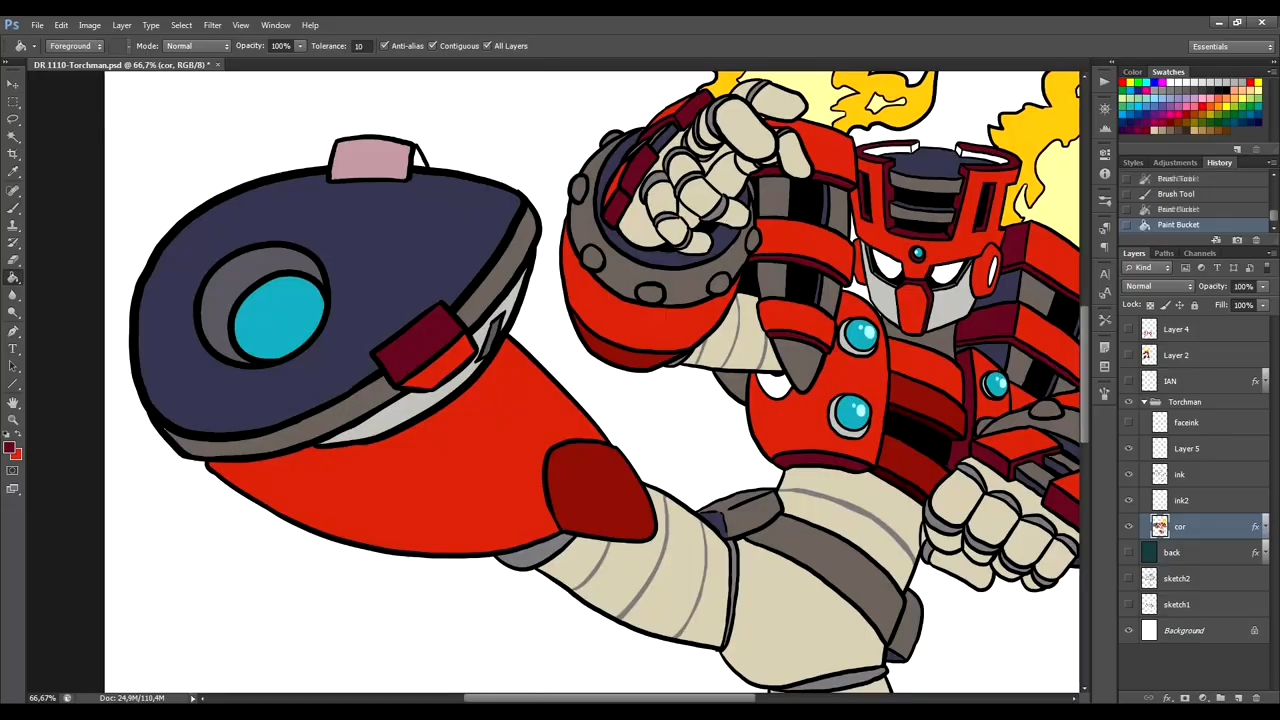 Ps File Edit Image Layer Type Select Filter View Window Help
Foreground Mode: Normal Opacity: 100% Tolerance: 10 Anti-alias Contiguous All Layers Essentials
DR 1110-Torchman.psd @ 66,7% (cor, RGB/8) * ×
Color Swatches
Styles Adjustments History
Brush Tool
Paint Bucket
Paint Bucket
Layers Paths Channels
Kind
Normal Opacity: 100%
Lock: Fill: 100%
Layer 4
Layer 2
IAN fx
Torchman
faceink
Layer 5
ink
ink2
cor fx
back fx
sketch2
sketch1
Background
66,67% Doc: 24,9M/110,4M